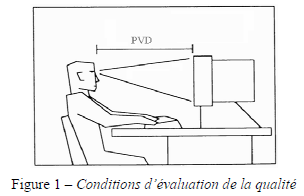 PVD
Figure 1 – Conditions d'évaluation de la qualité